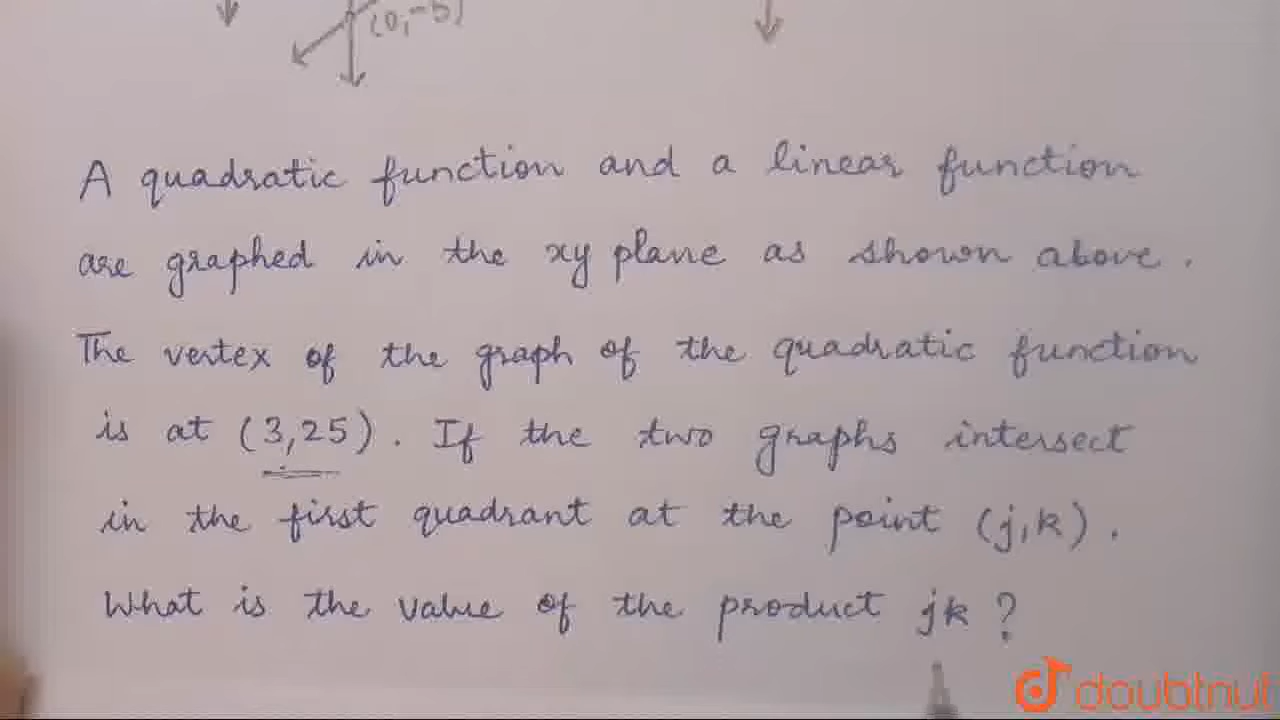 (0,-5)
A quadratic function and a linear function
are graphed in the xy plane as shown above.
The vertex of the graph of the quadratic function
is at (3,25). If the two graphs intersect
in the first quadrant at the point (j,k).
What is the value of the product jk?
doubtnut